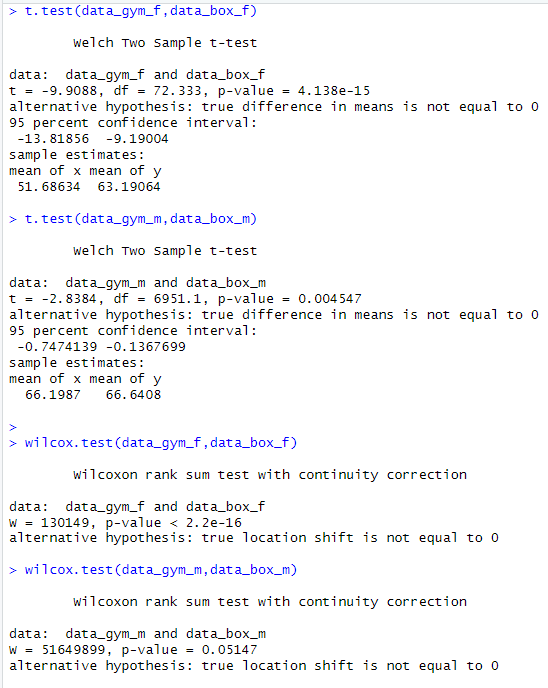 > t.test(data_gym_f,data_box_f)
Welch Two Sample t-test
data:  data_gym_f and data_box_f
t = -9.9088, df = 72.333, p-value = 4.138e-15
alternative hypothesis: true difference in means is not equal to 0
95 percent confidence interval:
-13.81856  -9.19004
sample estimates:
mean of x mean of y
51.68634  63.19064
> t.test(data_gym_m,data_box_m)
Welch Two Sample t-test
data:  data_gym_m and data_box_m
t = -2.8384, df = 6951.1, p-value = 0.004547
alternative hypothesis: true difference in means is not equal to 0
95 percent confidence interval:
-0.7474139 -0.1367699
sample estimates:
mean of x mean of y
66.1987   66.6408
>
> wilcox.test(data_gym_f,data_box_f)
Wilcoxon rank sum test with continuity correction
data:  data_gym_f and data_box_f
W = 130149, p-value < 2.2e-16
alternative hypothesis: true location shift is not equal to 0
> wilcox.test(data_gym_m,data_box_m)
Wilcoxon rank sum test with continuity correction
data:  data_gym_m and data_box_m
W = 51649899, p-value = 0.05147
alternative hypothesis: true location shift is not equal to 0